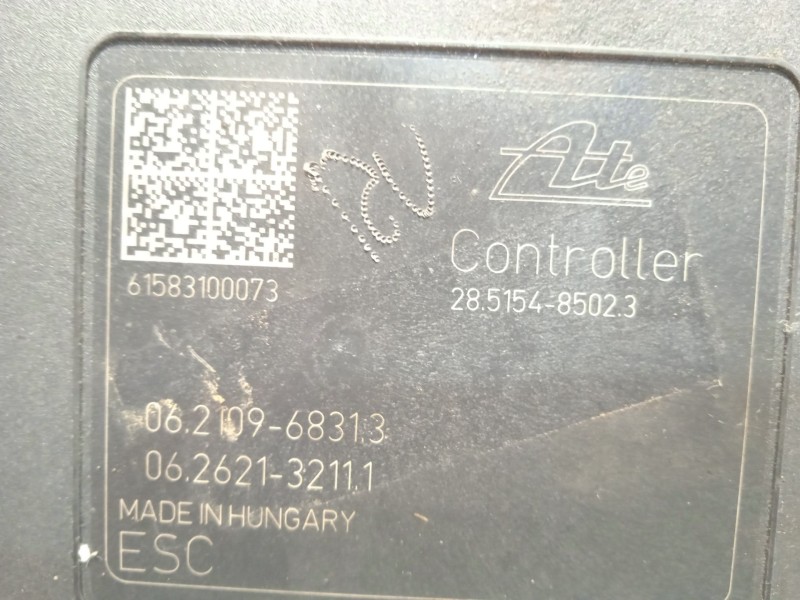 Ate
Controller
28.5154-8502.3
61583100073
06.2109-6831.3
06.2621-3211.1
MADE IN HUNGARY
ESC